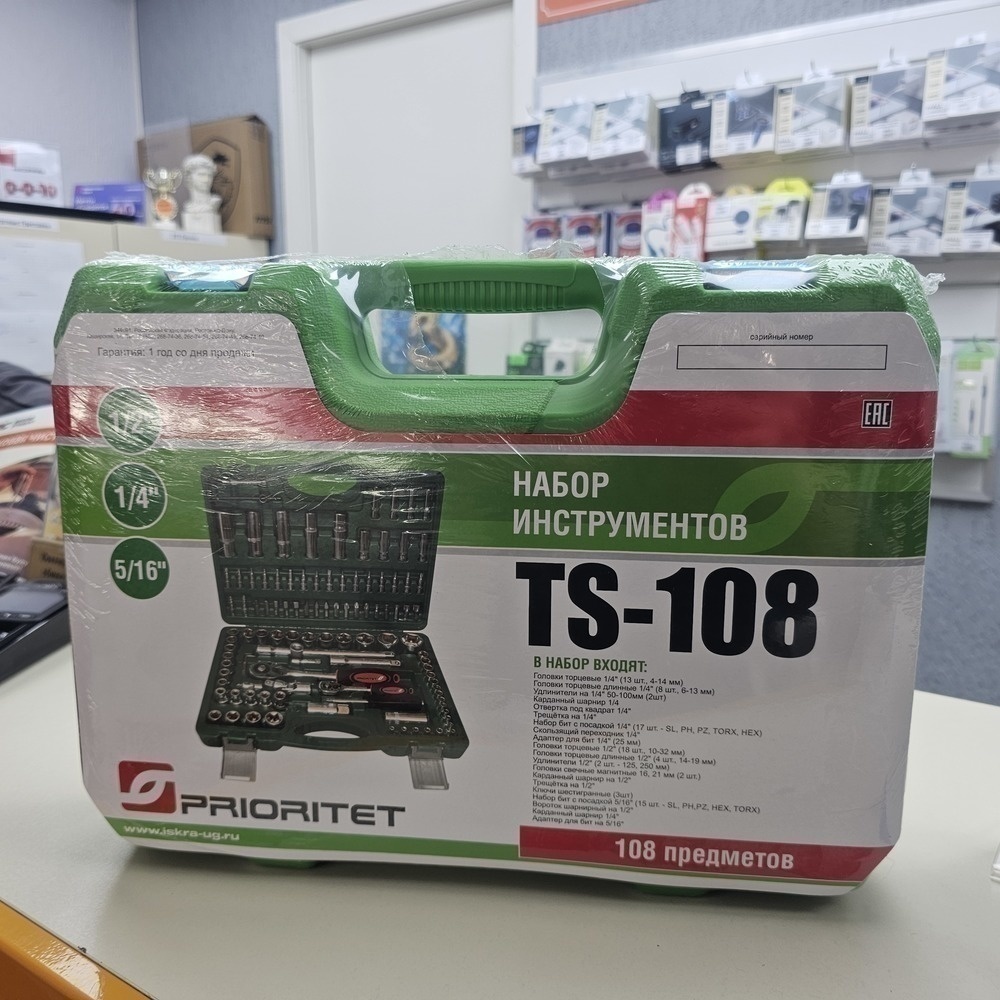 Гарантия: 1 год со дня продажи
серийный номер
EAC
1/2"
1/4"
5/16"
НАБОР
ИНСТРУМЕНТОВ
TS-108
В НАБОР ВХОДЯТ:
Головки торцевые 1/4" (13 шт., 4-14 мм)
Головки торцевые длинные 1/4" (8 шт., 6-13 мм)
Удлинители на 1/4" 50-100мм (2шт)
Карданный шарнир 1/4
Отвертка под квадрат 1/4"
Трещётка на 1/4"
Набор бит с посадкой 1/4" (17 шт. - SL, PH, PZ, TORX, HEX)
Скользящий переходник 1/4"
Адаптер для бит 1/4" (25 мм)
Головки торцевые 1/2" (18 шт., 10-32 мм)
Головки торцевые длинные 1/2" (4 шт., 14-19 мм)
Удлинители 1/2" (2 шт. - 125, 250 мм)
Головки свечные магнитные 16, 21 мм (2 шт.)
Карданный шарнир на 1/2"
Трещётка на 1/2"
Ключи шестигранные (3шт)
Набор бит с посадкой 5/16" (15 шт. - SL, PH,PZ, HEX, TORX)
Вороток шарнирный на 1/2"
Карданный шарнир 1/4"
Адаптер для бит на 5/16"
PRIORITET
www.iskra-ug.ru
108 предметов